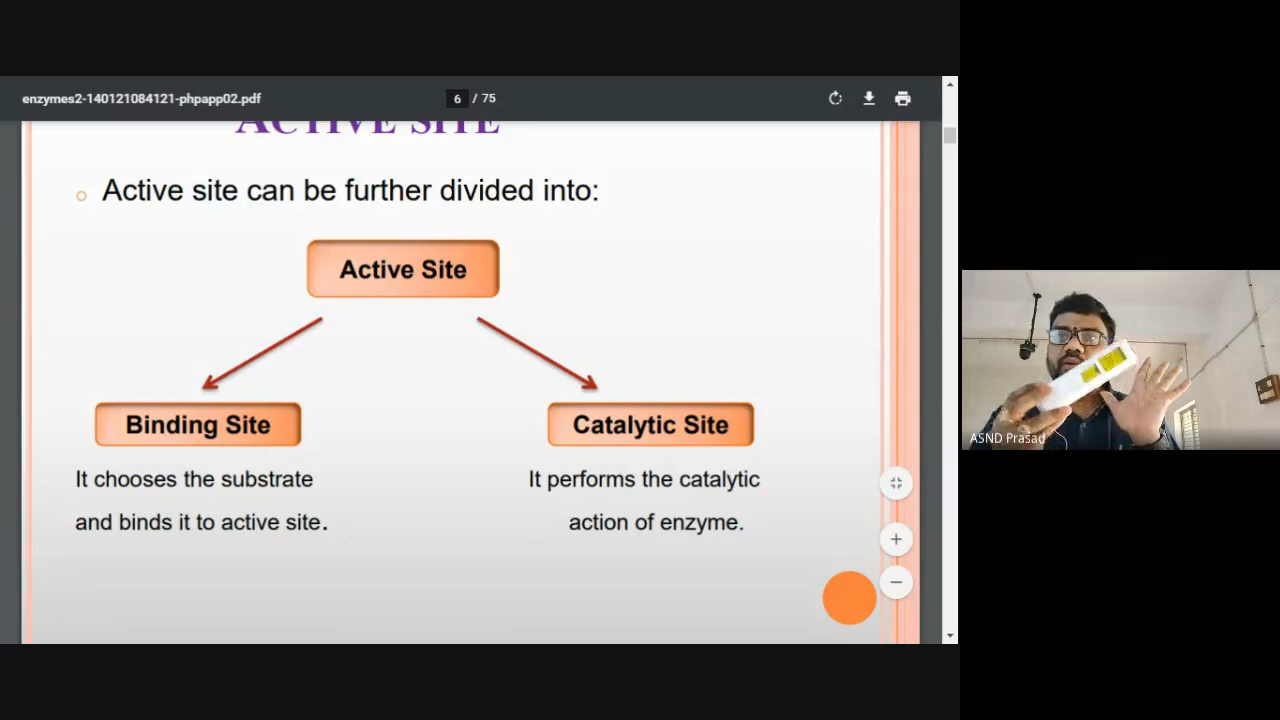 enzymes2-140121084121-phpapp02.pdf
6 / 75
ACTIVE SITE
Active site can be further divided into:
Active Site
Binding Site
Catalytic Site
It chooses the substrate
and binds it to active site.
It performs the catalytic
action of enzyme.
ASND Prasad